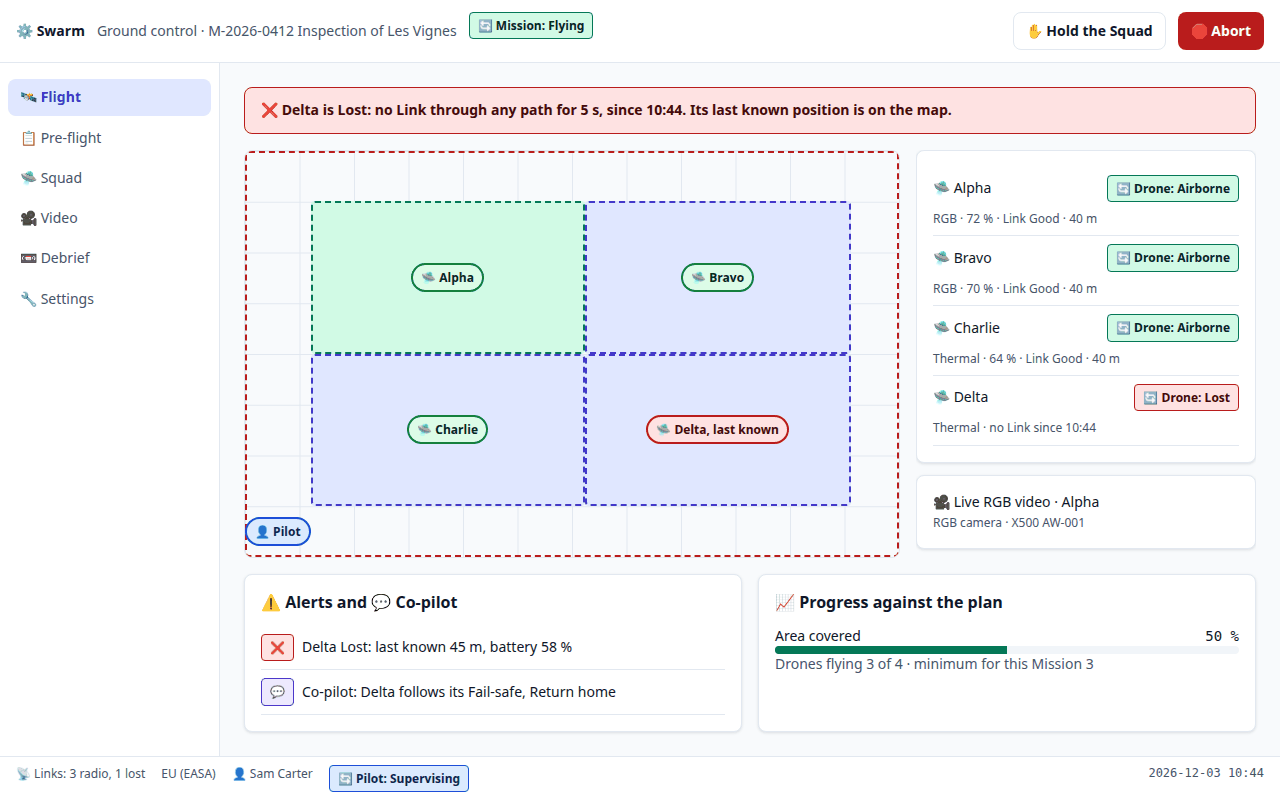 ⚙️ Swarm Ground control · M-2026-0412 Inspection of Les Vignes 🔄 Mission: Flying ✋ Hold the Squad 🛑 Abort
🛰️ Flight
📋 Pre-flight
🛸 Squad
🎥 Video
📼 Debrief
🔧 Settings
❌ Delta is Lost: no Link through any path for 5 s, since 10:44. Its last known position is on the map.
🛸 Alpha
🛸 Bravo
🛸 Charlie
🛸 Delta, last known
👤 Pilot
🛸 Alpha 🔄 Drone: Airborne
RGB · 72 % · Link Good · 40 m
🛸 Bravo 🔄 Drone: Airborne
RGB · 70 % · Link Good · 40 m
🛸 Charlie 🔄 Drone: Airborne
Thermal · 64 % · Link Good · 40 m
🛸 Delta 🔄 Drone: Lost
Thermal · no Link since 10:44
🎥 Live RGB video · Alpha
RGB camera · X500 AW-001
⚠️ Alerts and 💬 Co-pilot
❌ Delta Lost: last known 45 m, battery 58 %
💬 Co-pilot: Delta follows its Fail-safe, Return home
📈 Progress against the plan
Area covered 50 %
Drones flying 3 of 4 · minimum for this Mission 3
📡 Links: 3 radio, 1 lost EU (EASA) 👤 Sam Carter 🔄 Pilot: Supervising 2026-12-03 10:44